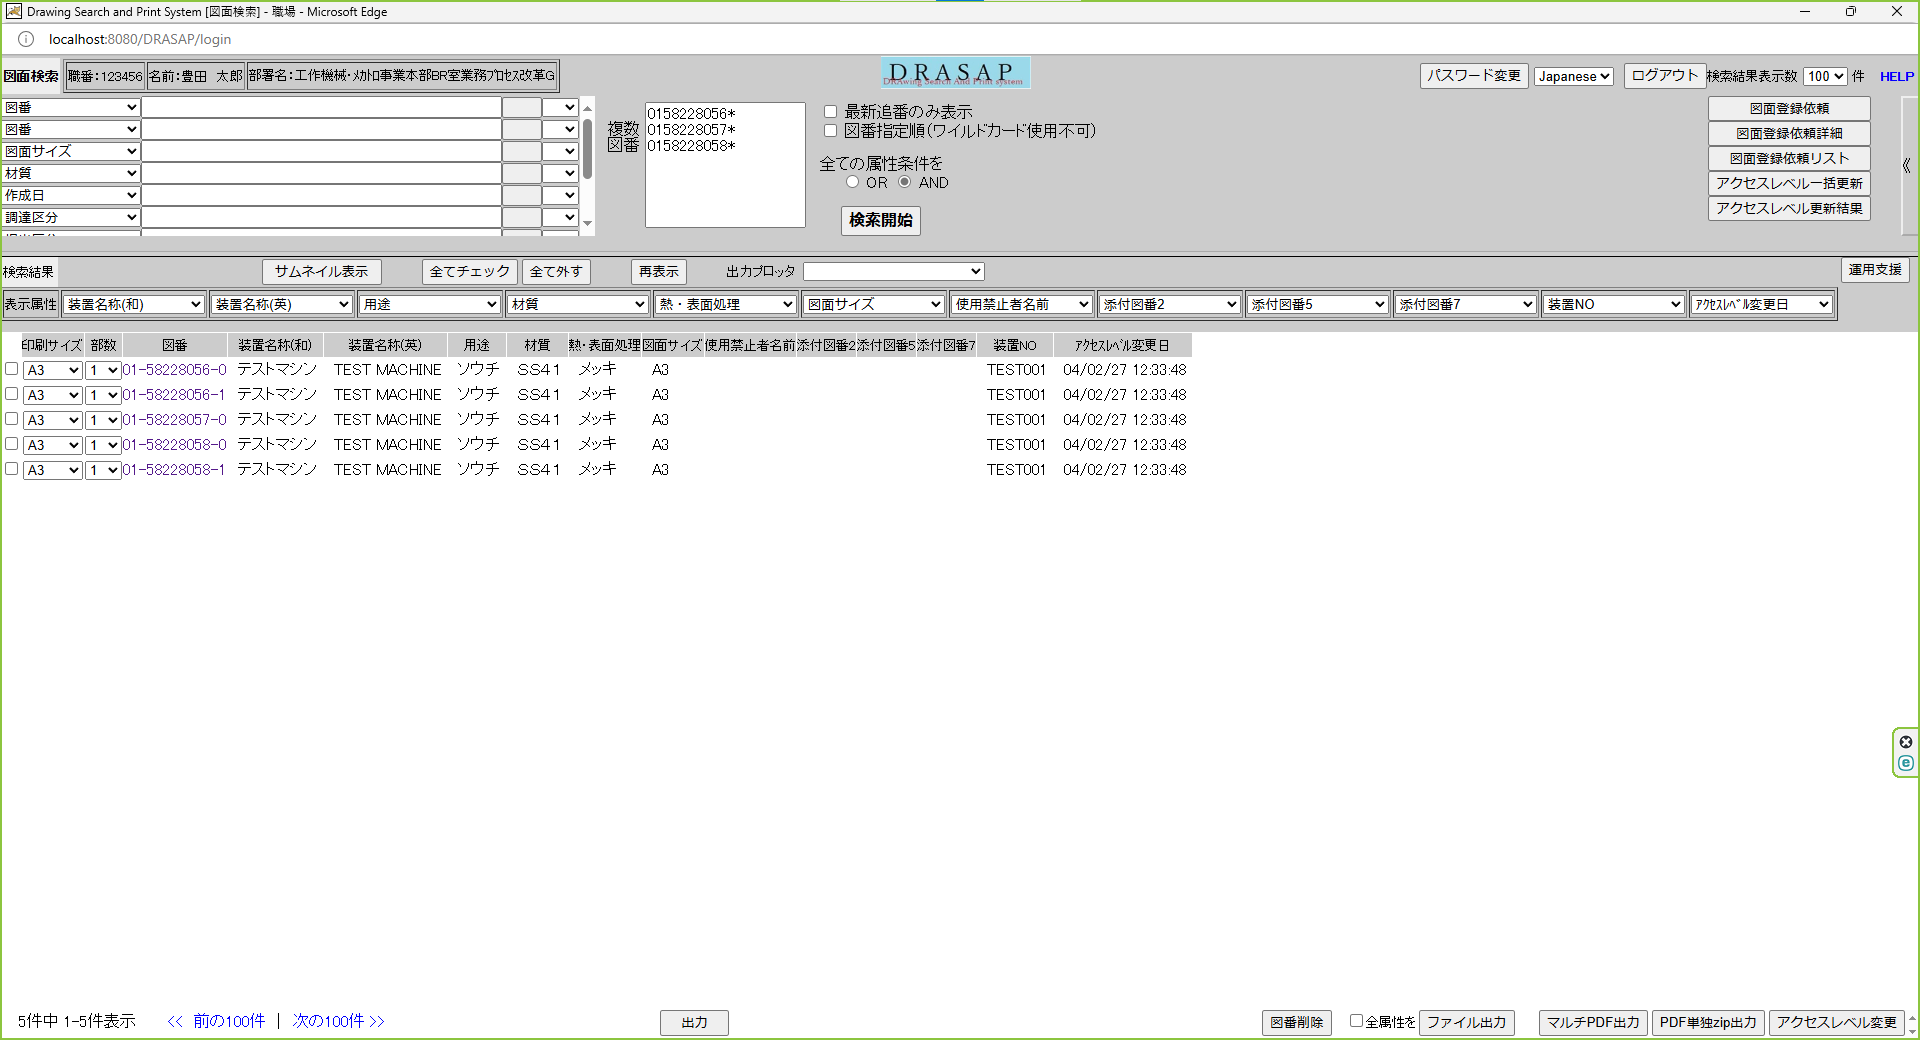 Drawing Search and Print System [図面検索] - 職場 - Microsoft Edge
localhost:8080/DRASAP/login
図面検索 職番:123456 名前:豊田 太郎 部署名:工作機械・ﾒｶﾄﾛ事業本部BR室業務ﾌﾟﾛｾｽ改革G
DRASAP
DRAwing Search And Print system
パスワード変更 Japanese ログアウト 検索結果表示数 100 件 HELP
図番
図番
図面サイズ
材質
作成日
調達区分
複数
図番
0158228056*
0158228057*
0158228058*
最新追番のみ表示
図番指定順(ワイルドカード使用不可)
全ての属性条件を
OR AND
検索開始
図面登録依頼
図面登録依頼詳細
図面登録依頼リスト
アクセスレベル一括更新
アクセスレベル更新結果
《
検索結果 サムネイル表示 全てチェック 全て外す 再表示 出力プロッタ 運用支援
表示属性 装置名称(和) 装置名称(英) 用途 材質 熱・表面処理 図面サイズ 使用禁止者名前 添付図番2 添付図番5 添付図番7 装置NO ｱｸｾｽﾚﾍﾞﾙ変更日
印刷サイズ 部数 図番 装置名称(和) 装置名称(英) 用途 材質 熱・表面処理 図面サイズ 使用禁止者名前 添付図番2 添付図番5 添付図番7 装置NO ｱｸｾｽﾚﾍﾞﾙ変更日
A3 1 01-58228056-0 テストマシン TEST MACHINE ソウチ SS41 メッキ A3 TEST001 04/02/27 12:33:48
A3 1 01-58228056-1 テストマシン TEST MACHINE ソウチ SS41 メッキ A3 TEST001 04/02/27 12:33:48
A3 1 01-58228057-0 テストマシン TEST MACHINE ソウチ SS41 メッキ A3 TEST001 04/02/27 12:33:48
A3 1 01-58228058-0 テストマシン TEST MACHINE ソウチ SS41 メッキ A3 TEST001 04/02/27 12:33:48
A3 1 01-58228058-1 テストマシン TEST MACHINE ソウチ SS41 メッキ A3 TEST001 04/02/27 12:33:48
5件中 1-5件表示 << 前の100件 | 次の100件 >> 出力 図番削除 全属性を ファイル出力 マルチPDF出力 PDF単独zip出力 アクセスレベル変更